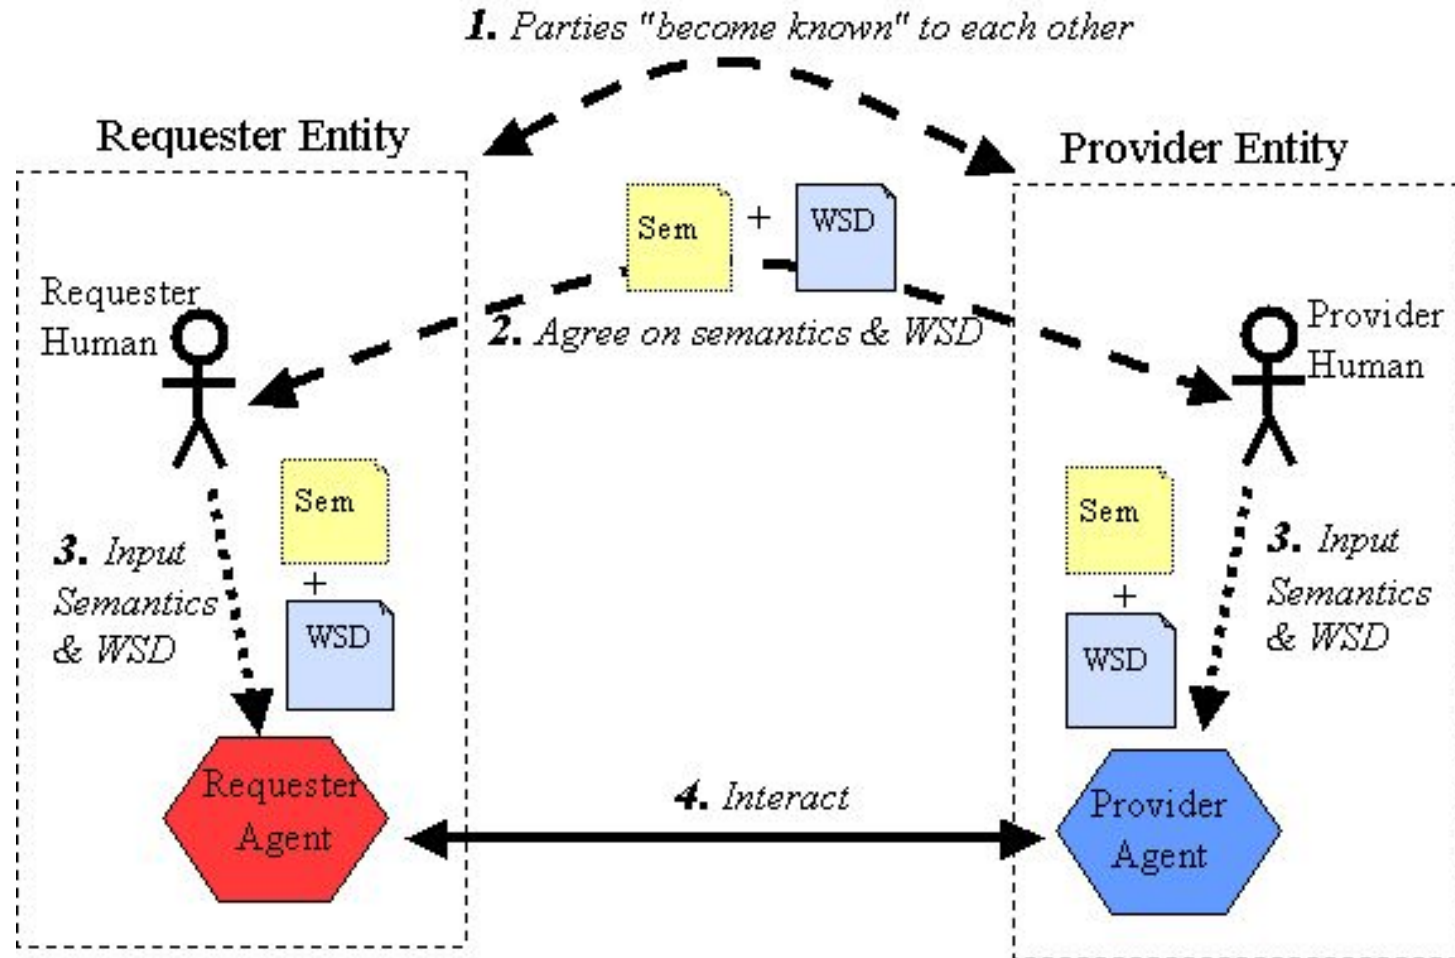 1. Parties "become known" to each other
Requester Entity
Provider Entity
Sem
+
WSD
Requester
Human
2. Agree on semantics & WSD
Provider
Human
Sem
+
WSD
3. Input
Semantics
& WSD
Sem
+
WSD
3. Input
Semantics
& WSD
Requester
Agent
4. Interact
Provider
Agent